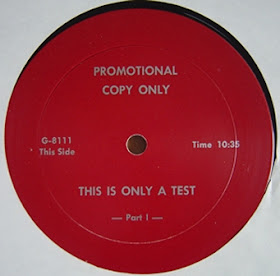 PROMOTIONAL
COPY ONLY
G-8111
This Side
Time 10:35
THIS IS ONLY A TEST
— Part I —